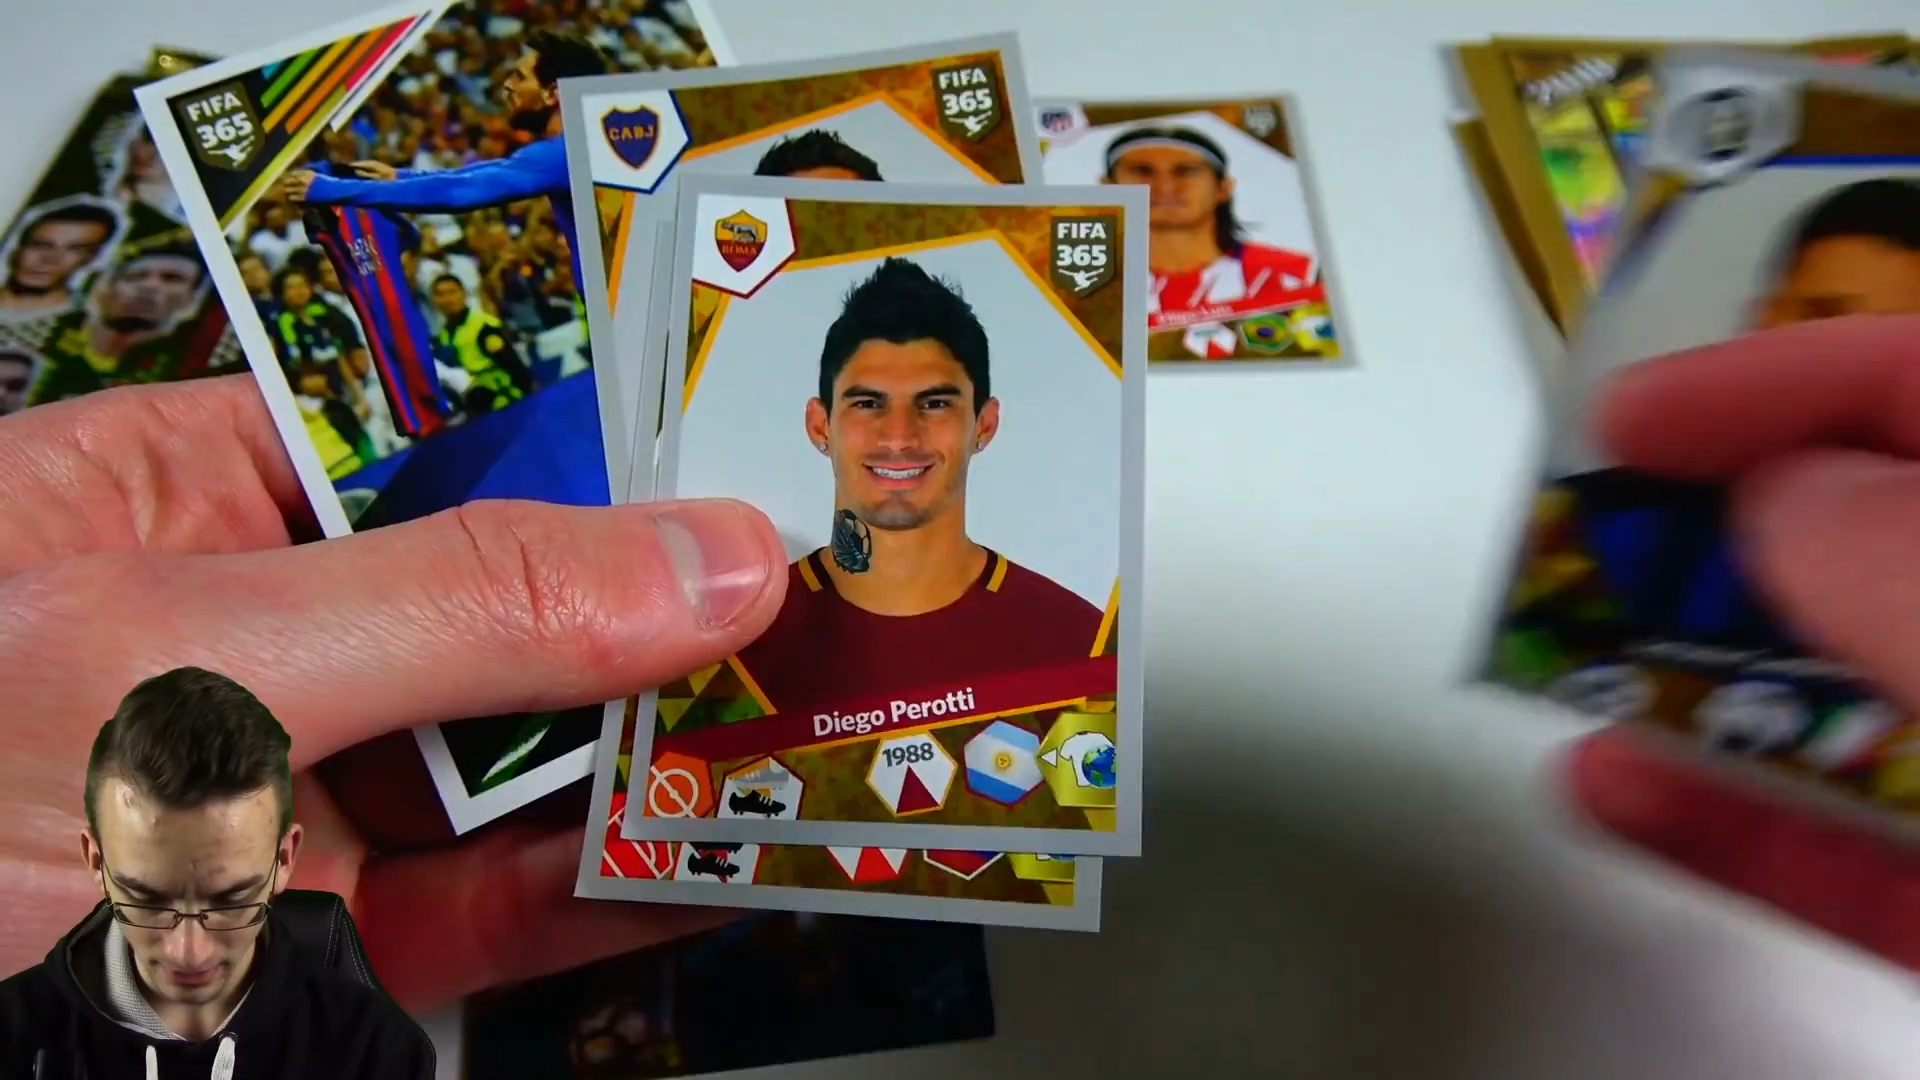 FIFA
365
CABJ
FIFA
365
ROMA
FIFA
365
Diego Perotti
1988